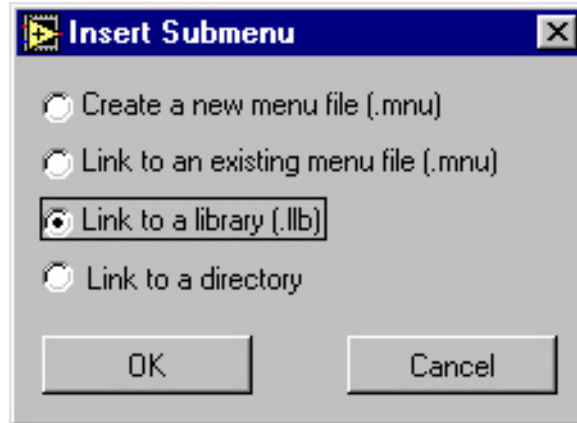 Insert Submenu
Create a new menu file (.mnu)
Link to an existing menu file (.mnu)
Link to a library (.llb)
Link to a directory
OK Cancel